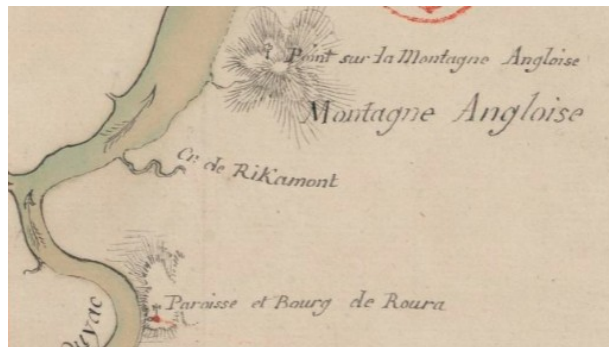 Point sur la Montagne Angloise
Montagne Angloise
Cr. de Rikamont
Paroisse et Bourg de Roura